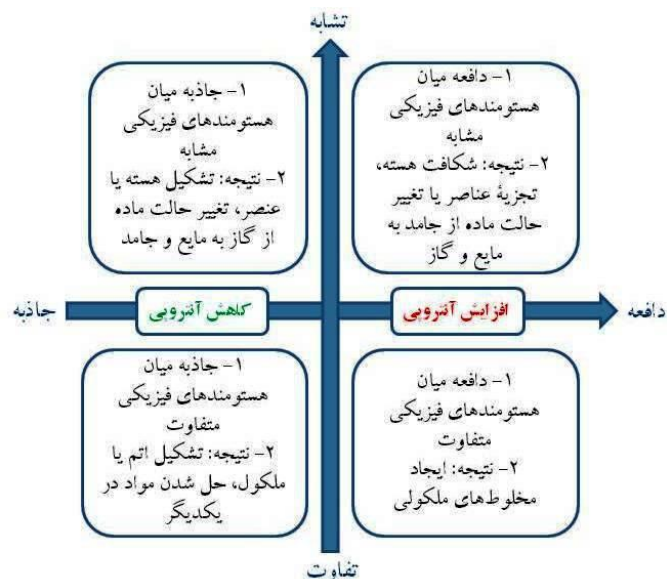 تشابه
۱- دافعه میان
هستومندهای فیزیکی
مشابه
۲- نتیجه: شکافت هسته،
تجزیهٔ عناصر یا تغییر
حالت ماده از جامد به
مایع و گاز
۱- جاذبه میان
هستومندهای فیزیکی
مشابه
۲- نتیجه: تشکیل هسته یا
عنصر، تغییر حالت ماده
از گاز به مایع و جامد
دافعه
افزایش آنتروپی
کاهش آنتروپی
جاذبه
۱- دافعه میان
هستومندهای فیزیکی
متفاوت
۲- نتیجه: ایجاد
مخلوط‌های ملکولی
۱- جاذبه میان
هستومندهای فیزیکی
متفاوت
۲- نتیجه: تشکیل اتم یا
ملکول، حل شدن مواد در
یکدیگر
تفاوت